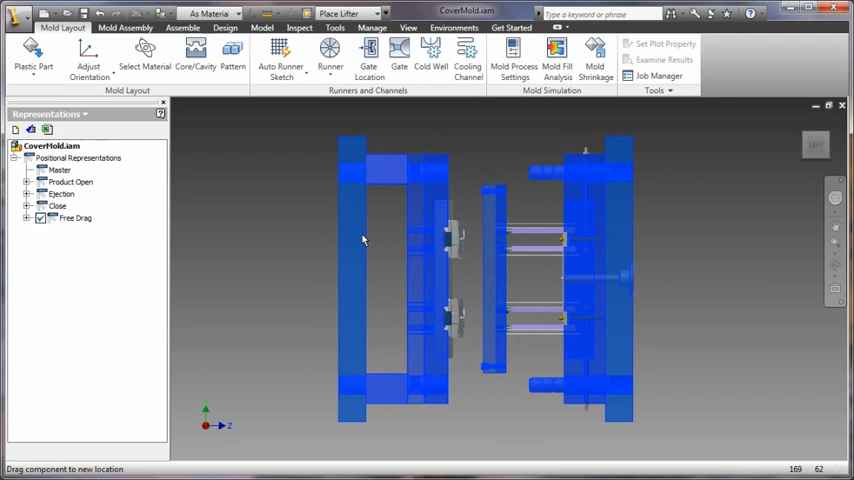 As Material
Place Lifter
CoverMold.iam
Type a keyword or phrase
Mold Layout Mold Assembly Assemble Design Model Inspect Tools Manage View Environments Get Started
Plastic Part
Adjust Orientation
Select Material
Core/Cavity
Pattern
Auto Runner Sketch
Runner
Gate Location
Gate
Cold Well
Cooling Channel
Mold Process Settings
Mold Fill Analysis
Mold Shrinkage
Set Plot Property
Examine Results
Job Manager
Mold Layout
Runners and Channels
Mold Simulation
Tools
Representations
CoverMold.iam
Positional Representations
Master
Product Open
Ejection
Close
Free Drag
LEFT
Z
Drag component to new location
169 62